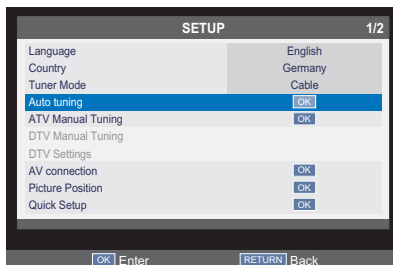 SETUP 1/2
Language English
Country Germany
Tuner Mode Cable
Auto tuning OK
ATV Manual Tuning OK
DTV Manual Tuning
DTV Settings
AV connection OK
Picture Position OK
Quick Setup OK
OK Enter RETURN Back